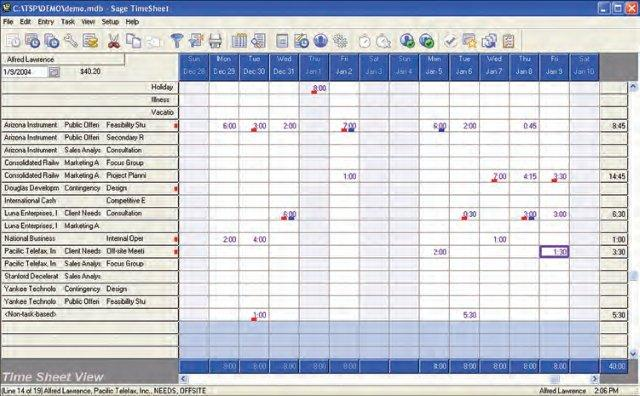 C:\TSP\DEMO\demo.mdb - Sage TimeSheet
File Edit Entry Task View Setup Help
Alfred Lawrence
1/9/2004 $40.20
Sun Mon Tue Wed Thu Fri Sat Sun Mon Tue Wed Thu Fri Sat
Dec 28 Dec 29 Dec 30 Dec 31 Jan 1 Jan 2 Jan 3 Jan 4 Jan 5 Jan 6 Jan 7 Jan 8 Jan 9 Jan 10
Holiday 8:00
Illness
Vacatio
Arizona Instrument Public Offeri Feasibility Stu 6:00 3:00 2:00 7:00 6:00 2:00 0:45 8:45
Arizona Instrument Public Offeri Secondary R
Arizona Instrument Sales Analys Consultation
Consolidated Railw Marketing A Focus Group
Consolidated Railw Marketing A Project Planni 1:00 7:00 4:15 3:30 14:45
Douglas Developm Contingency Design
International Cash Competitive E
Luna Enterprises, I Client Needs Consultation 6:00 0:30 3:00 3:00 6:30
Luna Enterprises, I Marketing A
National Business Internal Oper 2:00 4:00 1:00 1:00
Pacific Telefax, In Client Needs Off-site Meeti 2:00 1:30 3:30
Pacific Telefax, In Sales Analys Focus Group
Stanford Decelerat Sales Analys
Yankee Technolo Contingency Design
Yankee Technolo Public Offeri Feasibility Stu
<Non-task-based> 1:00 5:30 5:30
8:00 8:00 8:00 8:00 8:00 8:00 8:00 8:00 8:00 8:00 40:00
Time Sheet View
(Line 14 of 19) Alfred Lawrence, Pacific Telefax, Inc., NEEDS, OFFSITE Alfred Lawrence 2:06 PM